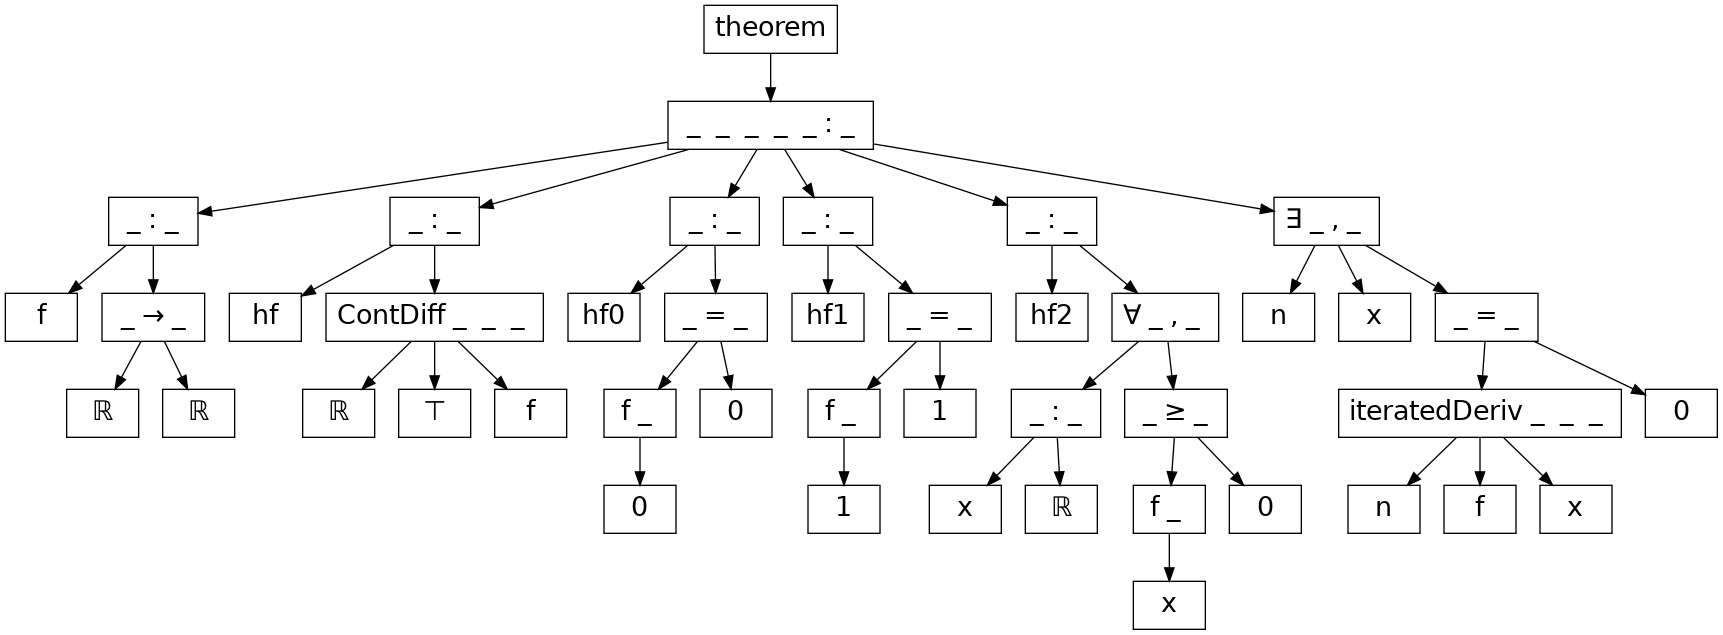 theorem
_ _ _ _ _ : _
_ : _ _ : _ _ : _ _ : _ _ : _ ∃ _ , _
f _ → _ hf ContDiff _ _ _ hf0 _ = _ hf1 _ = _ hf2 ∀ _ , _ n x _ = _
ℝ ℝ ℝ ⊤ f f _ 0 f _ 1 _ : _ _ ≥ _ iteratedDeriv _ _ _ 0
0 1 x ℝ f _ 0 n f x
x